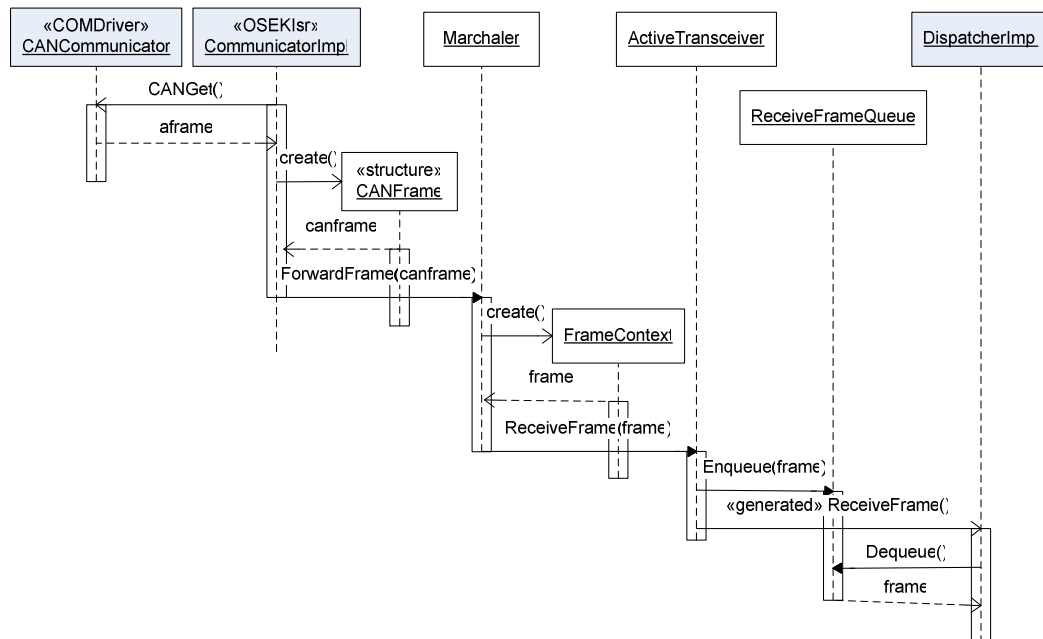 «COMDriver»
CANCommunicator
«OSEKIsr»
CommunicatorImpl
Marchaler
ActiveTransceiver
DispatcherImp
CANGet()
ReceiveFrameQueue
aframe
create()
«structure»
CANFrame
canframe
ForwardFrame(canframe)
create()
FrameContext
frame
ReceiveFrame(frame)
Enqueue(frame)
«generated» ReceiveFrame()
Dequeue()
frame